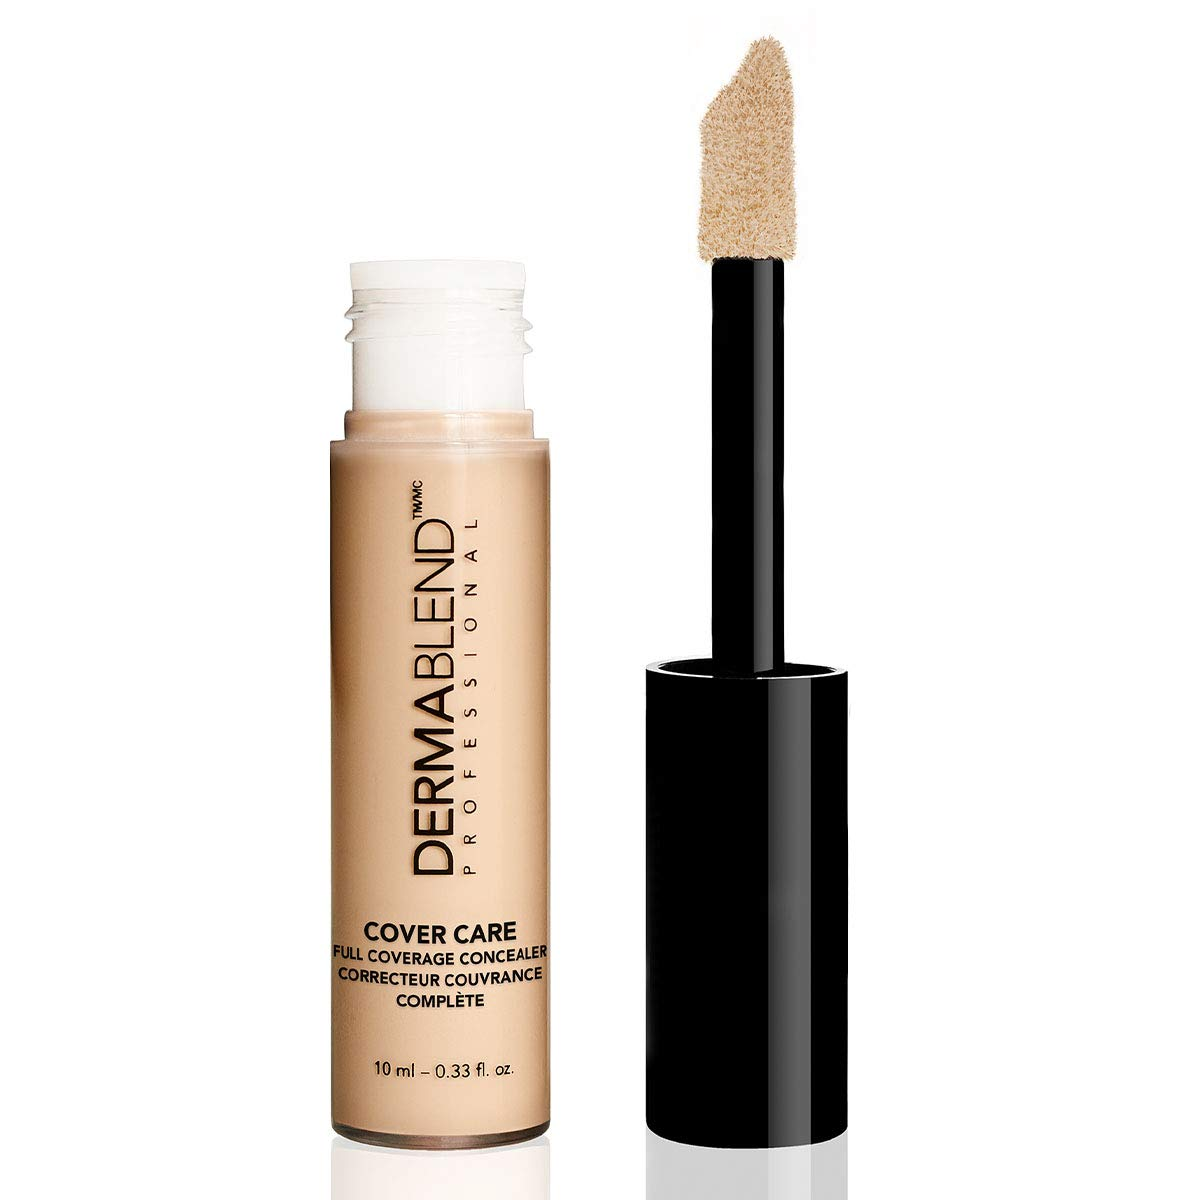 DERMABLEND™/MC
PROFESSIONAL
COVER CARE
FULL COVERAGE CONCEALER
CORRECTEUR COUVRANCE
COMPLÈTE
10 ml – 0.33 fl. oz.